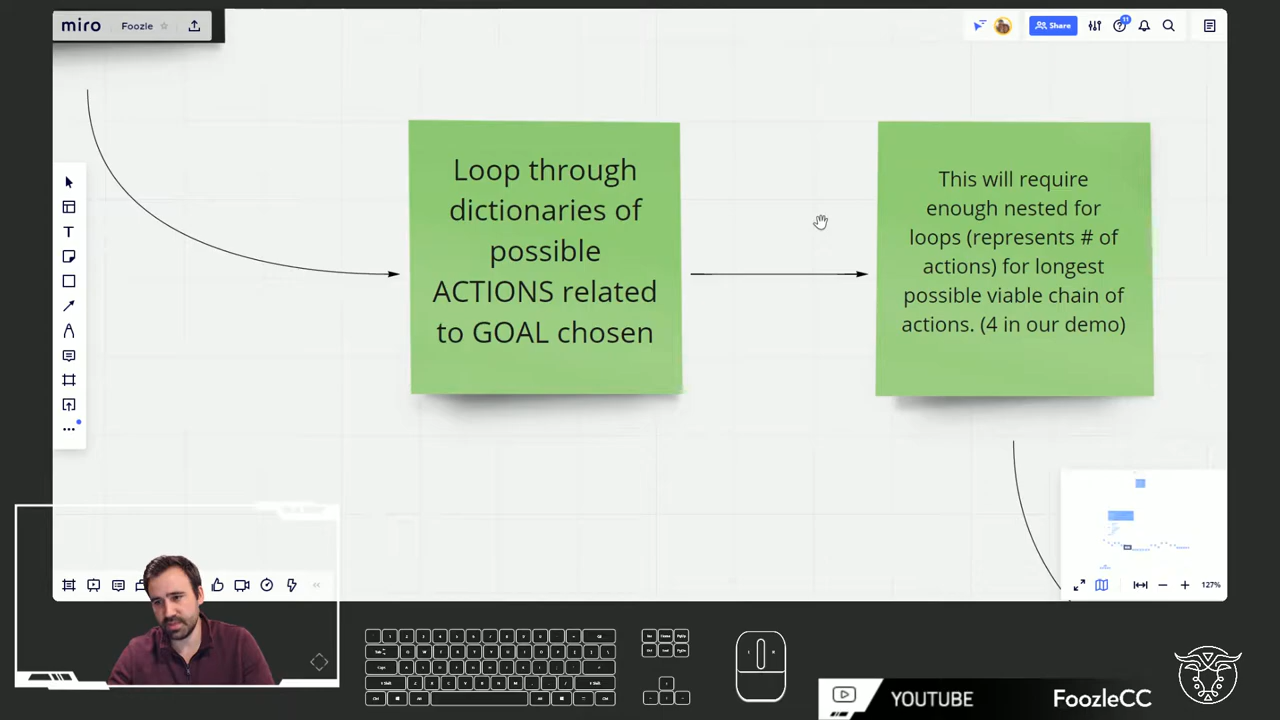 miro
Foozle
Share
11
Loop through
dictionaries of
possible
ACTIONS related
to GOAL chosen
This will require
enough nested for
loops (represents # of
actions) for longest
possible viable chain of
actions. (4 in our demo)
127%
YOUTUBE
FoozleCC